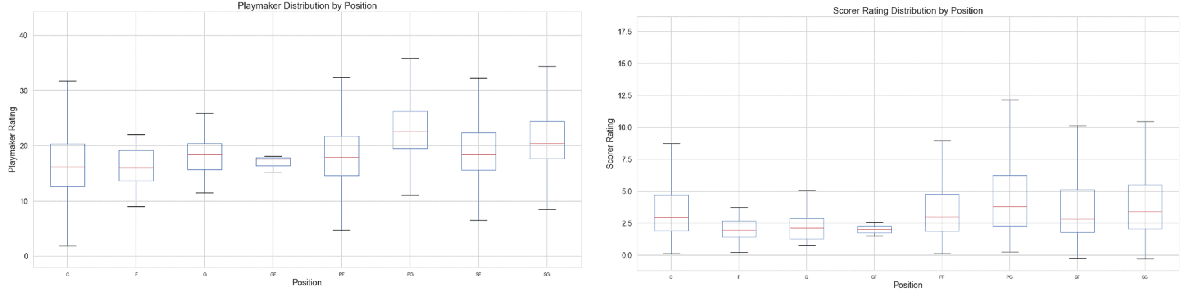 Playmaker Distribution by Position
Playmaker Rating
40
30
20
10
0
C F G GF PF PG SF SG
Position
Scorer Rating Distribution by Position
Scorer Rating
17.5
15.0
12.5
10.0
7.5
5.0
2.5
0.0
C F G GF PF PG SF SG
Position